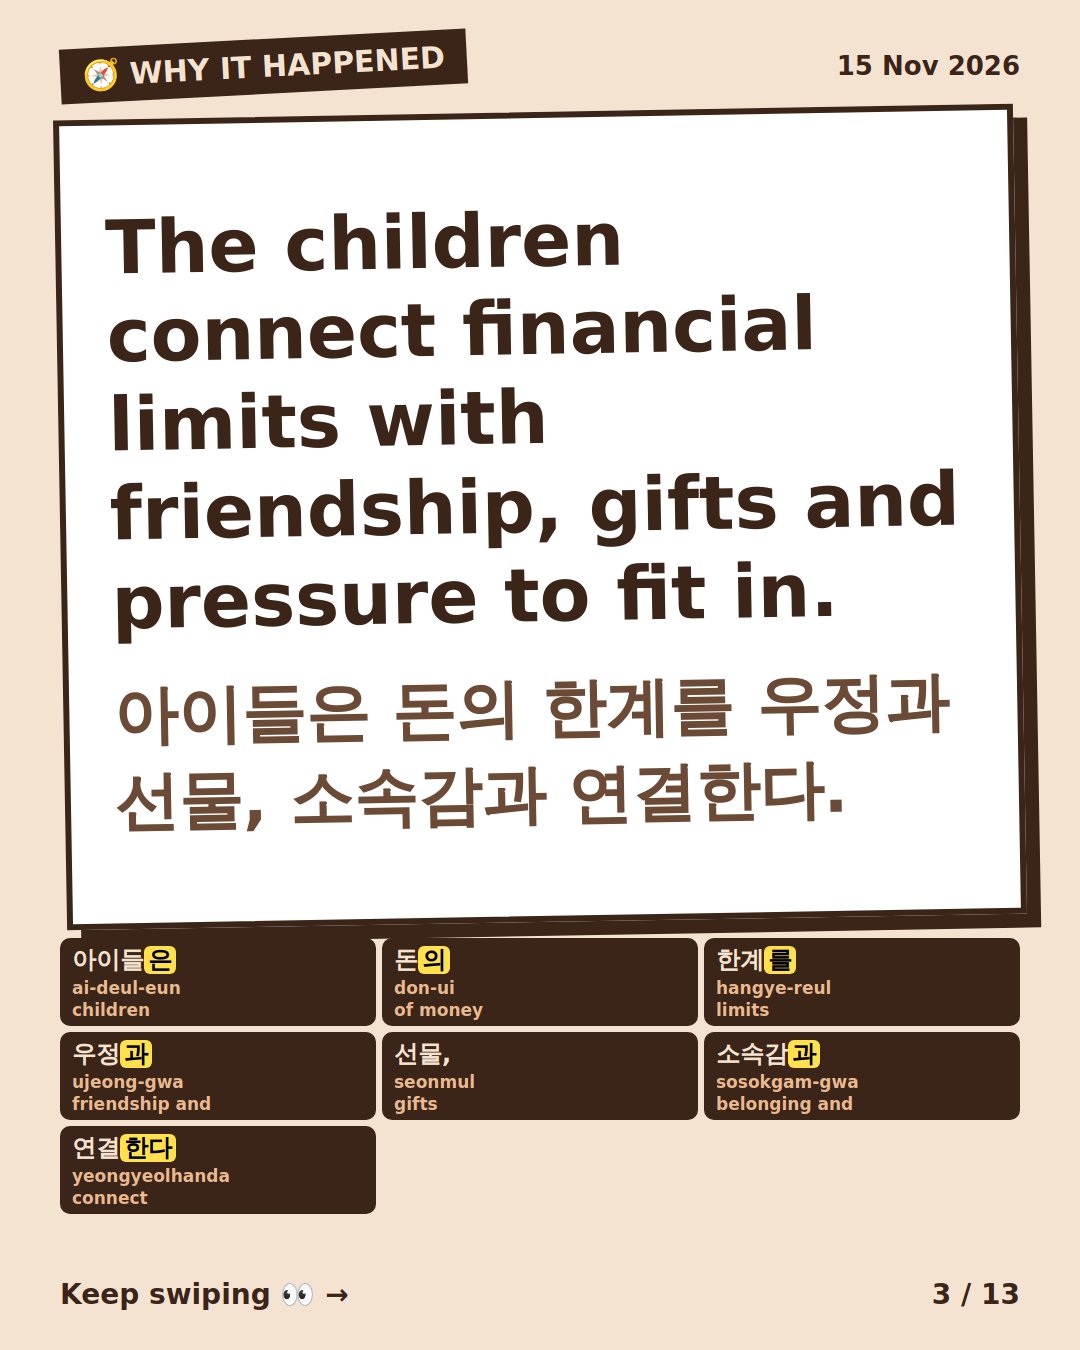 🧭 WHY IT HAPPENED
15 Nov 2026
The children
connect financial
limits with
friendship, gifts and
pressure to fit in.
아이들은 돈의 한계를 우정과
선물, 소속감과 연결한다.
아이들은
ai-deul-eun
children
돈의
don-ui
of money
한계를
hangye-reul
limits
우정과
ujeong-gwa
friendship and
선물,
seonmul
gifts
소속감과
sosokgam-gwa
belonging and
연결한다
yeongyeolhanda
connect
Keep swiping 👀 →
3 / 13